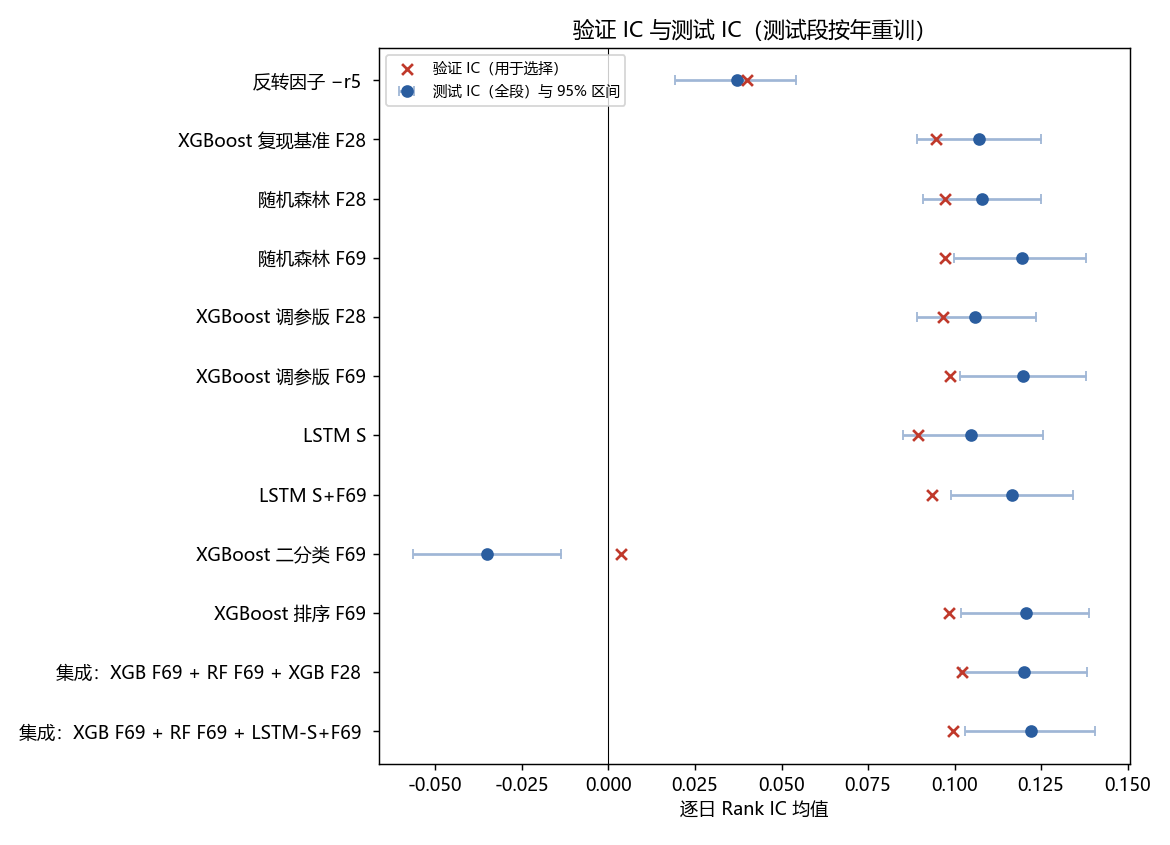 验证 IC 与测试 IC（测试段按年重训）
验证 IC（用于选择）
测试 IC（全段）与 95% 区间
反转因子 −r5
XGBoost 复现基准 F28
随机森林 F28
随机森林 F69
XGBoost 调参版 F28
XGBoost 调参版 F69
LSTM S
LSTM S+F69
XGBoost 二分类 F69
XGBoost 排序 F69
集成：XGB F69 + RF F69 + XGB F28
集成：XGB F69 + RF F69 + LSTM-S+F69
-0.050 -0.025 0.000 0.025 0.050 0.075 0.100 0.125 0.150
逐日 Rank IC 均值